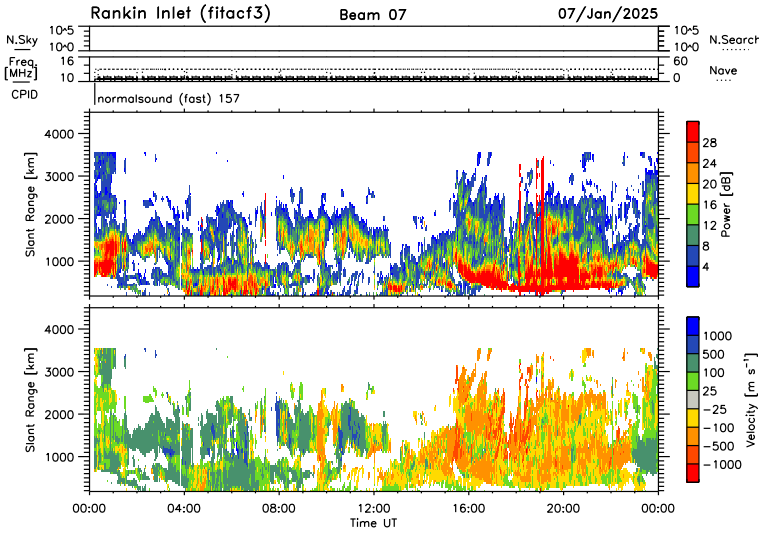 Rankin Inlet (fitacf3) Beam 07 07/Jan/2025
N.Sky 10^5 10^0 10^5 10^0 N.Search
Freq. [MHz] 16 10 60 0 Nave
CPID normalsound (fast) 157
Slant Range [km] 4000 3000 2000 1000
28 24 20 16 12 8 4 Power [dB]
Slant Range [km] 4000 3000 2000 1000
1000 500 100 25 −25 −100 −500 −1000 Velocity [m s⁻¹]
00:00 04:00 08:00 12:00 16:00 20:00 00:00
Time UT